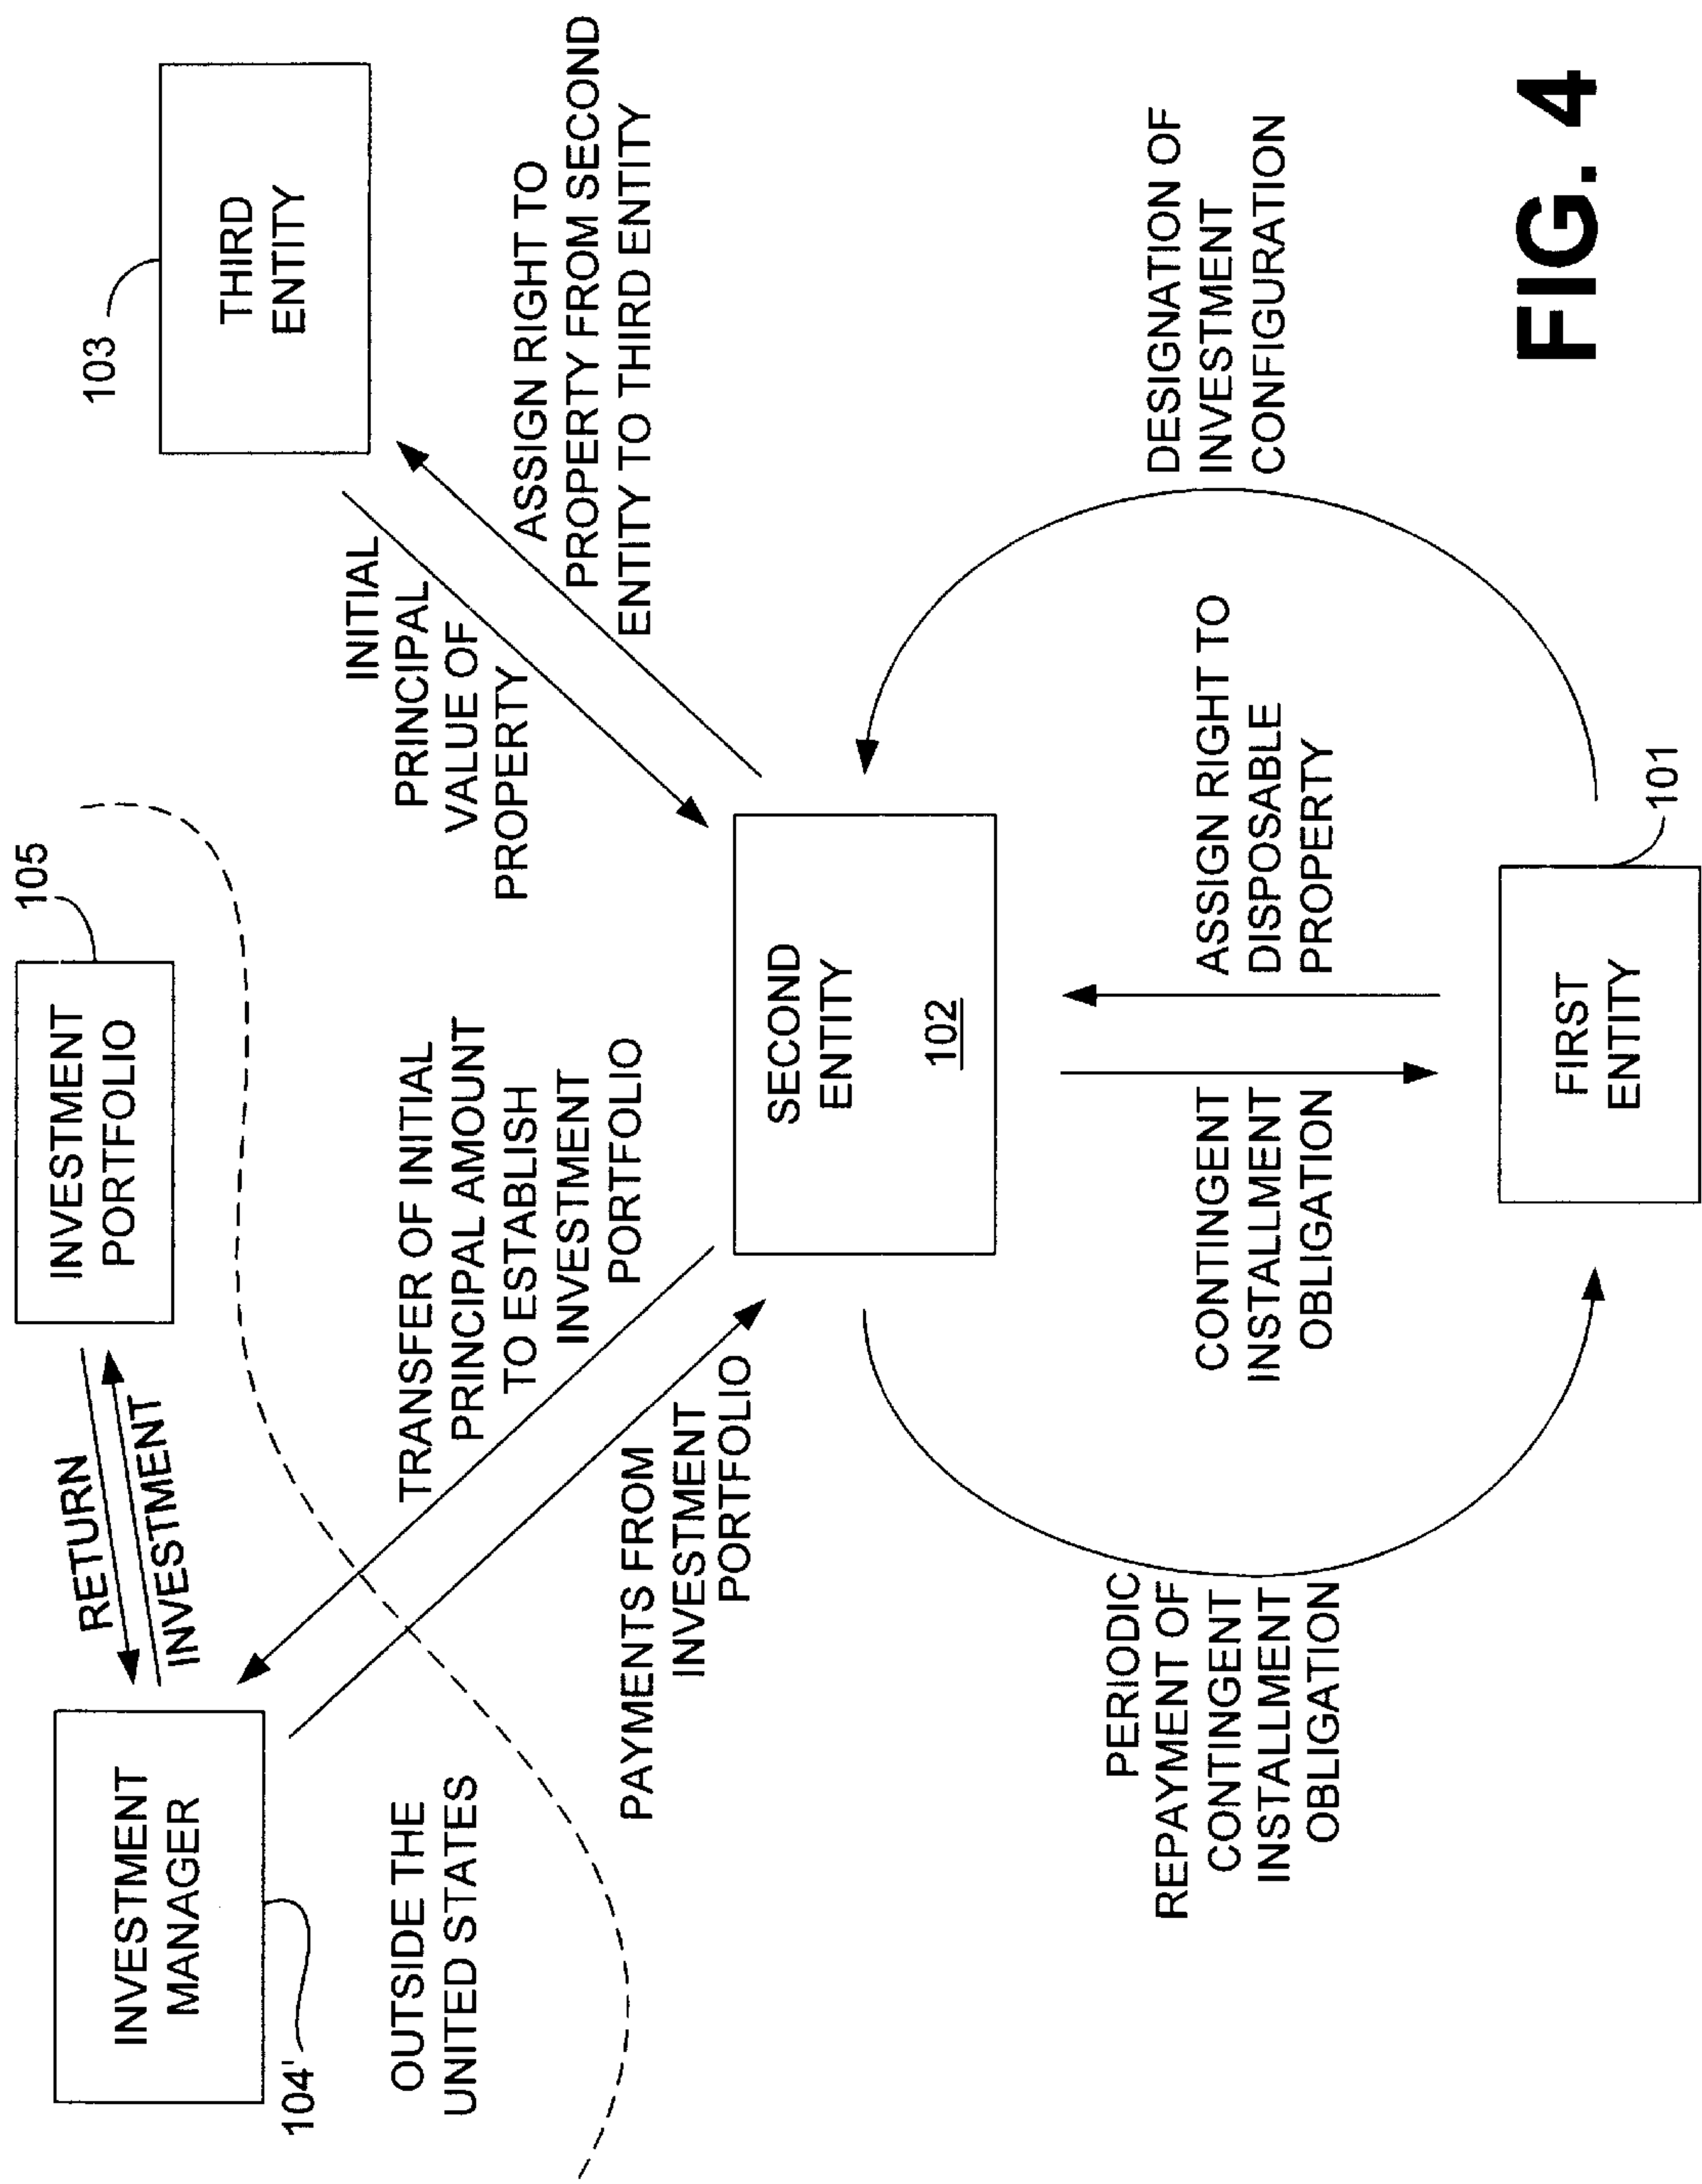 INVESTMENT
MANAGER
104'
OUTSIDE THE
UNITED STATES
RETURN
INVESTMENT
INVESTMENT
PORTFOLIO
105
TRANSFER OF INITIAL
PRINCIPAL AMOUNT
TO ESTABLISH
INVESTMENT
PORTFOLIO
PAYMENTS FROM
INVESTMENT
PORTFOLIO
103
THIRD
ENTITY
INITIAL
PRINCIPAL
VALUE OF
PROPERTY
ASSIGN RIGHT TO
PROPERTY FROM SECOND
ENTITY TO THIRD ENTITY
SECOND
ENTITY
102
PERIODIC
REPAYMENT OF
CONTINGENT
INSTALLMENT
OBLIGATION
CONTINGENT
INSTALLMENT
OBLIGATION
ASSIGN RIGHT TO
DISPOSABLE
PROPERTY
DESIGNATION OF
INVESTMENT
CONFIGURATION
FIRST
ENTITY
101
FIG. 4